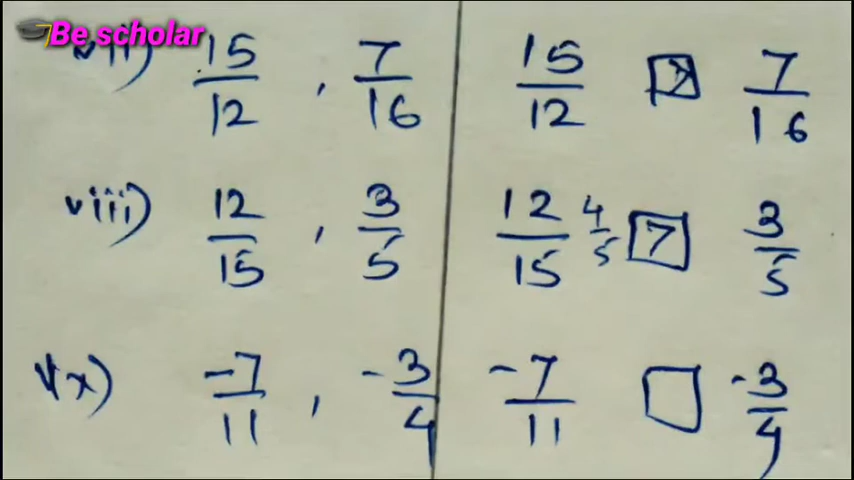 Be scholar
vii) 15/12 , 7/16 15/12 > 7/16
viii) 12/15 , 3/5 12/15 4/5 > 3/5
vx) -7/11 , -3/4 -7/11 □ -3/4